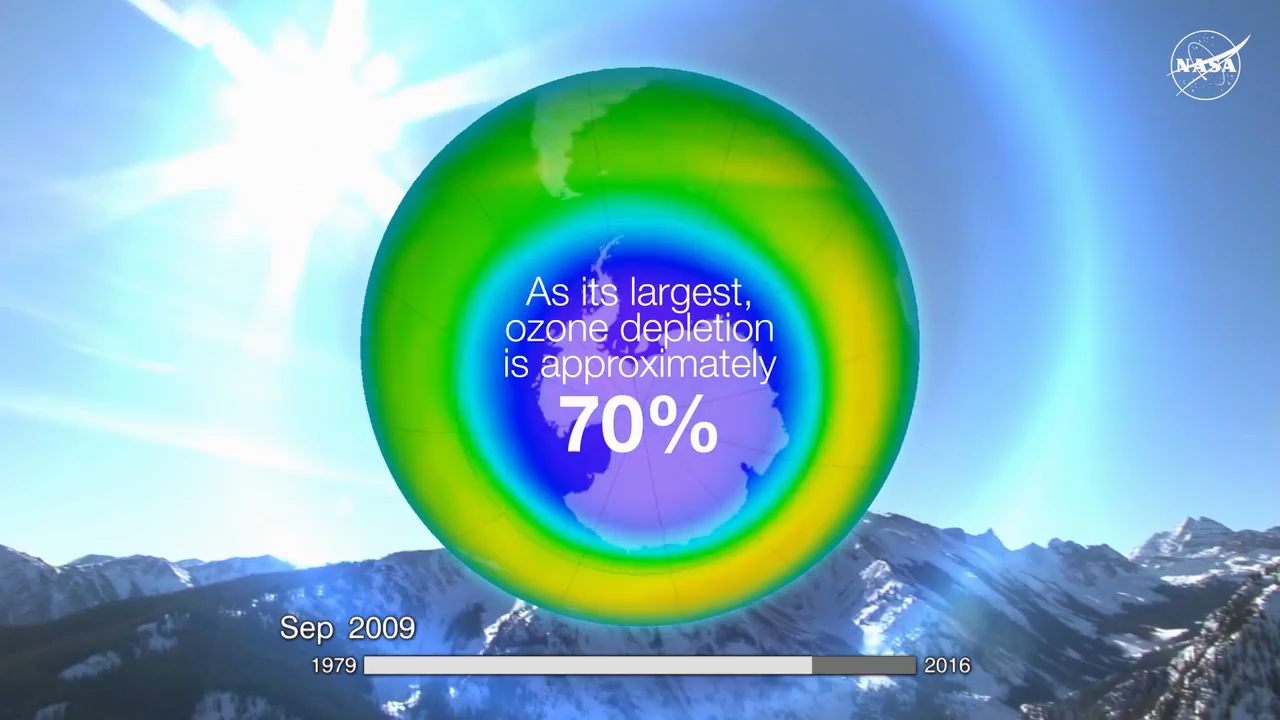 NASA
As its largest,
ozone depletion
is approximately
70%
Sep 2009
1979
2016